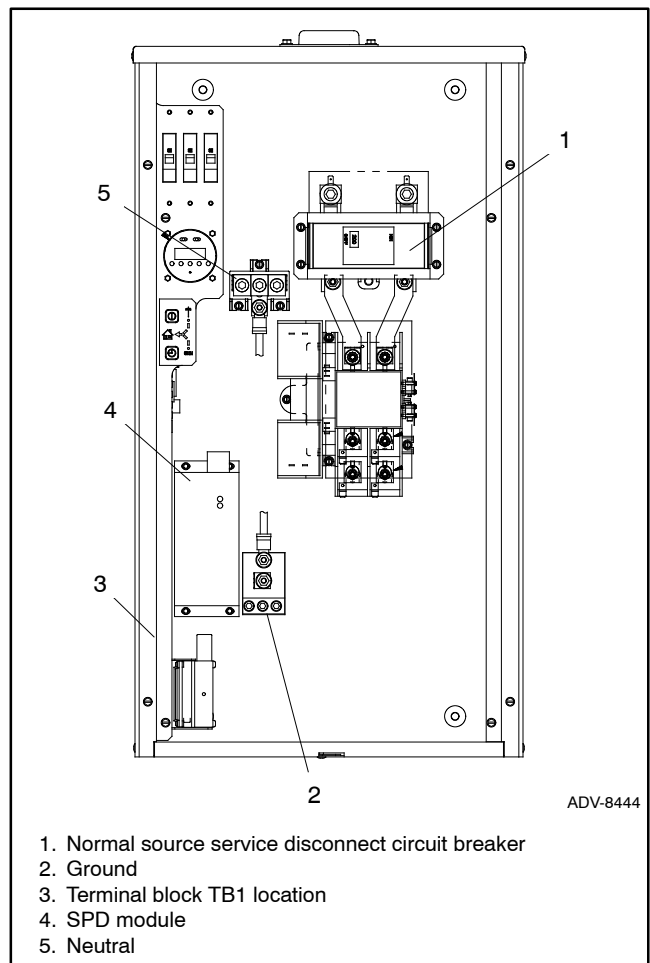 1
5
4
3
2
ADV-8444
1. Normal source service disconnect circuit breaker
2. Ground
3. Terminal block TB1 location
4. SPD module
5. Neutral